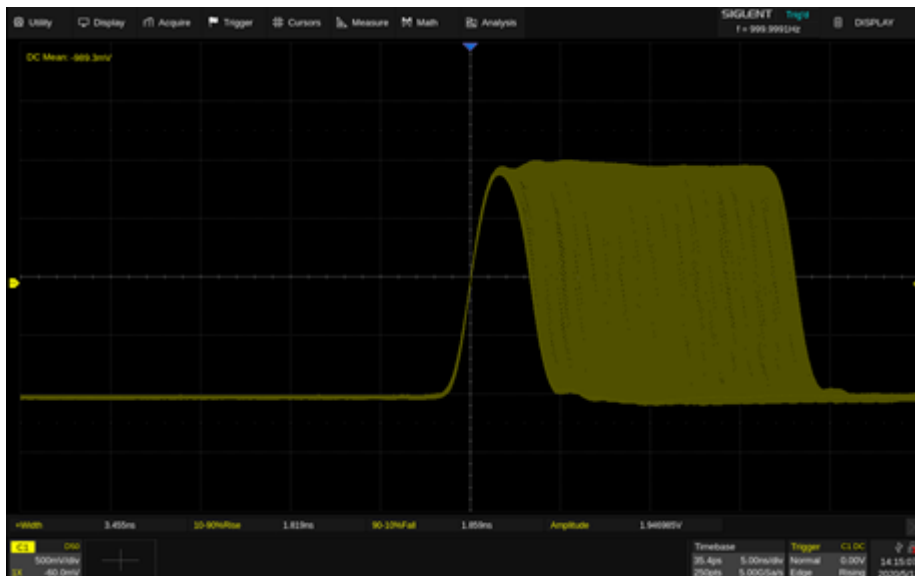 Utility Display Acquire Trigger Cursors Measure Math Analysis SIGLENT Trig'd DISPLAY
f = 999.9991Hz
DC Mean: -989.3mV
+Width 3.455ns 10-90%Rise 1.819ns 90-10%Fall 1.859ns Amplitude 1.946985V
C1 D50 Timebase Trigger C1 DC
500mV/div 35.4ps 5.00ns/div Normal 0.00V 14:15:0
1X -60.0mV 250pts 5.00GSa/s Edge Rising